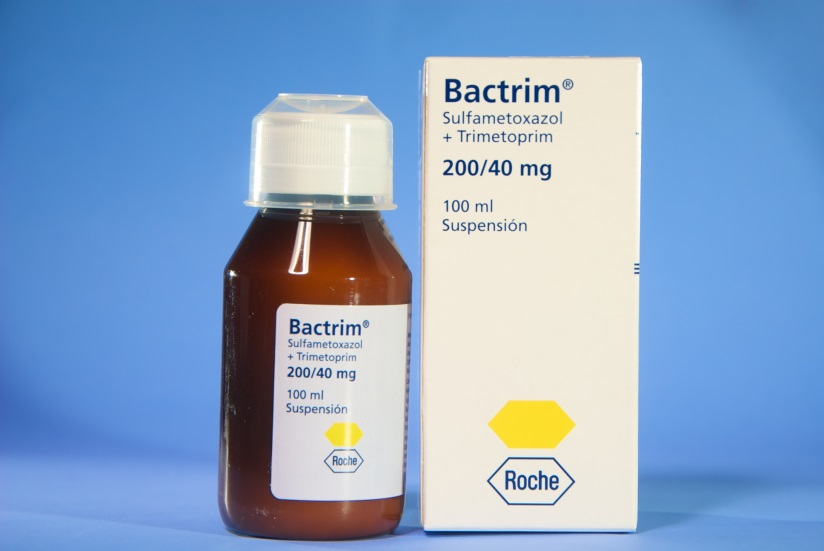 Bactrim®
Sulfametoxazol
+ Trimetoprim
200/40 mg
100 ml
Suspensión
Roche
Bactrim®
Sulfametoxazol
+ Trimetoprim
200/40 mg
100 ml
Suspensión
Roche